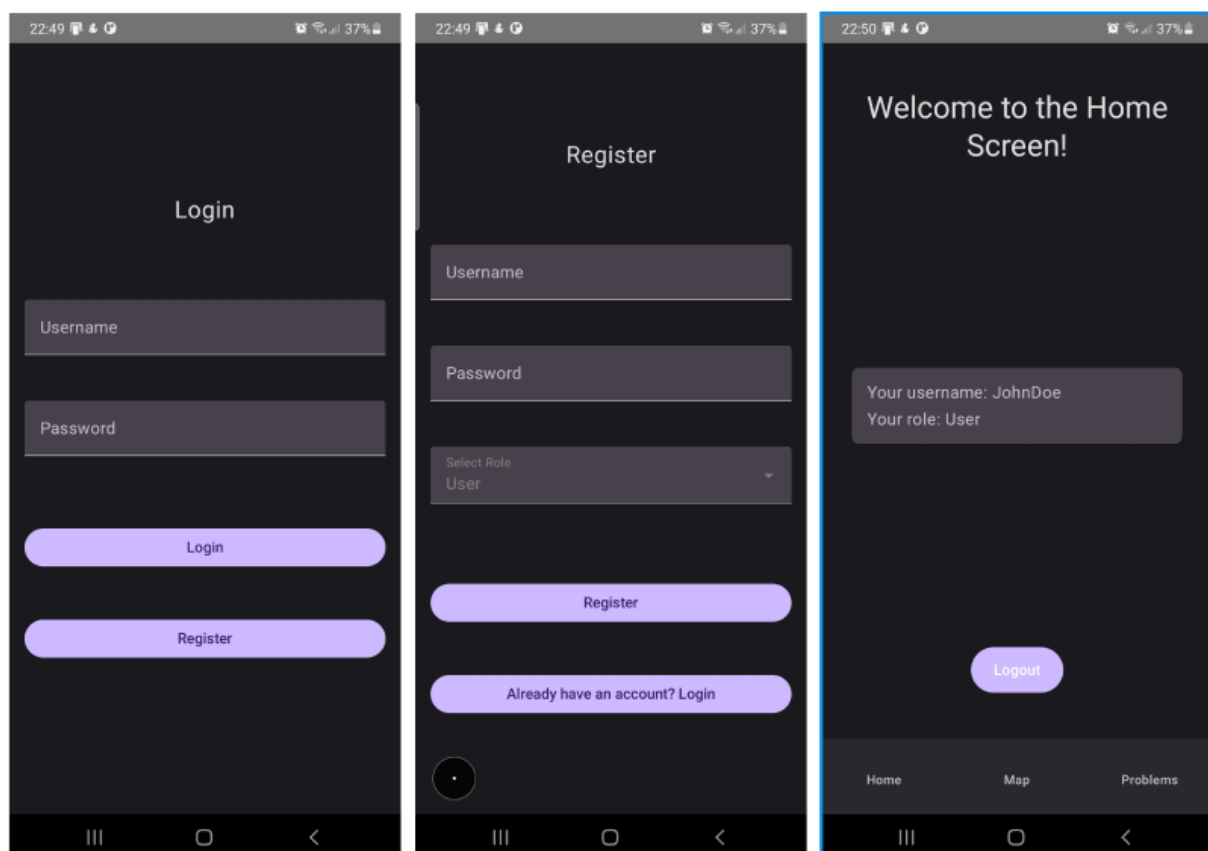 22:49
37%
Login
Username
Password
Login
Register
22:49
37%
Register
Username
Password
Select Role
User
Register
Already have an account? Login
22:50
37%
Welcome to the Home
Screen!
Your username: JohnDoe
Your role: User
Logout
Home Map Problems